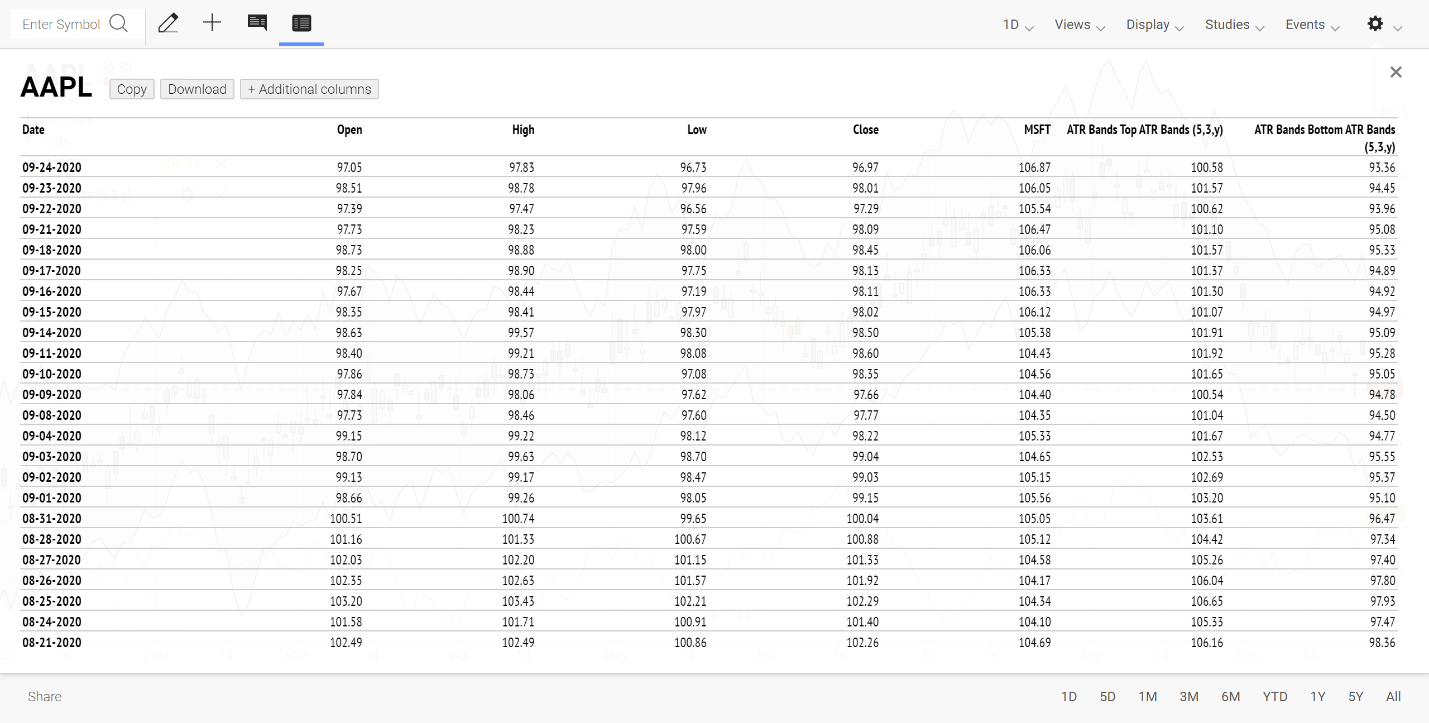 Enter Symbol 1D Views Display Studies Events
AAPL Copy Download + Additional columns
Date Open High Low Close MSFT ATR Bands Top ATR Bands (5,3,y) ATR Bands Bottom ATR Bands
(5,3,y)
09-24-2020 97.05 97.83 96.73 96.97 106.87 100.58 93.36
09-23-2020 98.51 98.78 97.96 98.01 106.05 101.57 94.45
09-22-2020 97.39 97.47 96.56 97.29 105.54 100.62 93.96
09-21-2020 97.73 98.23 97.59 98.09 106.47 101.10 95.08
09-18-2020 98.73 98.88 98.00 98.45 106.06 101.57 95.33
09-17-2020 98.25 98.90 97.75 98.13 106.33 101.37 94.89
09-16-2020 97.67 98.44 97.19 98.11 106.33 101.30 94.92
09-15-2020 98.35 98.41 97.97 98.02 106.12 101.07 94.97
09-14-2020 98.63 99.57 98.30 98.50 105.38 101.91 95.09
09-11-2020 98.40 99.21 98.08 98.60 104.43 101.92 95.28
09-10-2020 97.86 98.73 97.08 98.35 104.56 101.65 95.05
09-09-2020 97.84 98.06 97.62 97.66 104.40 100.54 94.78
09-08-2020 97.73 98.46 97.60 97.77 104.35 101.04 94.50
09-04-2020 99.15 99.22 98.12 98.22 105.33 101.67 94.77
09-03-2020 98.70 99.63 98.70 99.04 104.65 102.53 95.55
09-02-2020 99.13 99.17 98.47 99.03 105.15 102.69 95.37
09-01-2020 98.66 99.26 98.05 99.15 105.56 103.20 95.10
08-31-2020 100.51 100.74 99.65 100.04 105.05 103.61 96.47
08-28-2020 101.16 101.33 100.67 100.88 105.12 104.42 97.34
08-27-2020 102.03 102.20 101.15 101.33 104.58 105.26 97.40
08-26-2020 102.35 102.63 101.57 101.92 104.17 106.04 97.80
08-25-2020 103.20 103.43 102.21 102.29 104.34 106.65 97.93
08-24-2020 101.58 101.71 100.91 101.40 104.10 105.33 97.47
08-21-2020 102.49 102.49 100.86 102.26 104.69 106.16 98.36
Share 1D 5D 1M 3M 6M YTD 1Y 5Y All